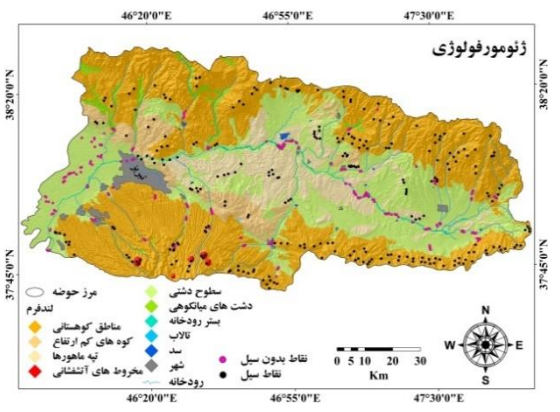 46°20'0"E 46°55'0"E 47°30'0"E
ژئومورفولوژی
38°20'0"N
38°20'0"N
37°45'0"N
37°45'0"N
مرز حوضه
لندفرم
مناطق کوهستانی
کوه های کم ارتفاع
تپه ماهورها
مخروط های آتشفشانی
سطوح دشتی
دشت های میانکوهی
بستر رودخانه
تالاب
سد
شهر
رودخانه
نقاط بدون سیل
نقاط سیل
0 5 10 20 30
Km
N
W E
S
46°20'0"E 46°55'0"E 47°30'0"E